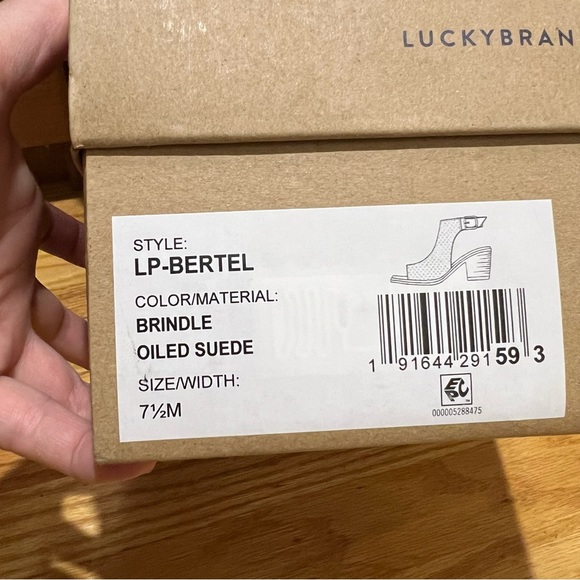 LUCKYBRAN
STYLE:
LP-BERTEL
COLOR/MATERIAL:
BRINDLE
OILED SUEDE
SIZE/WIDTH:
7½M
1 91644 291 59 3
000005288475